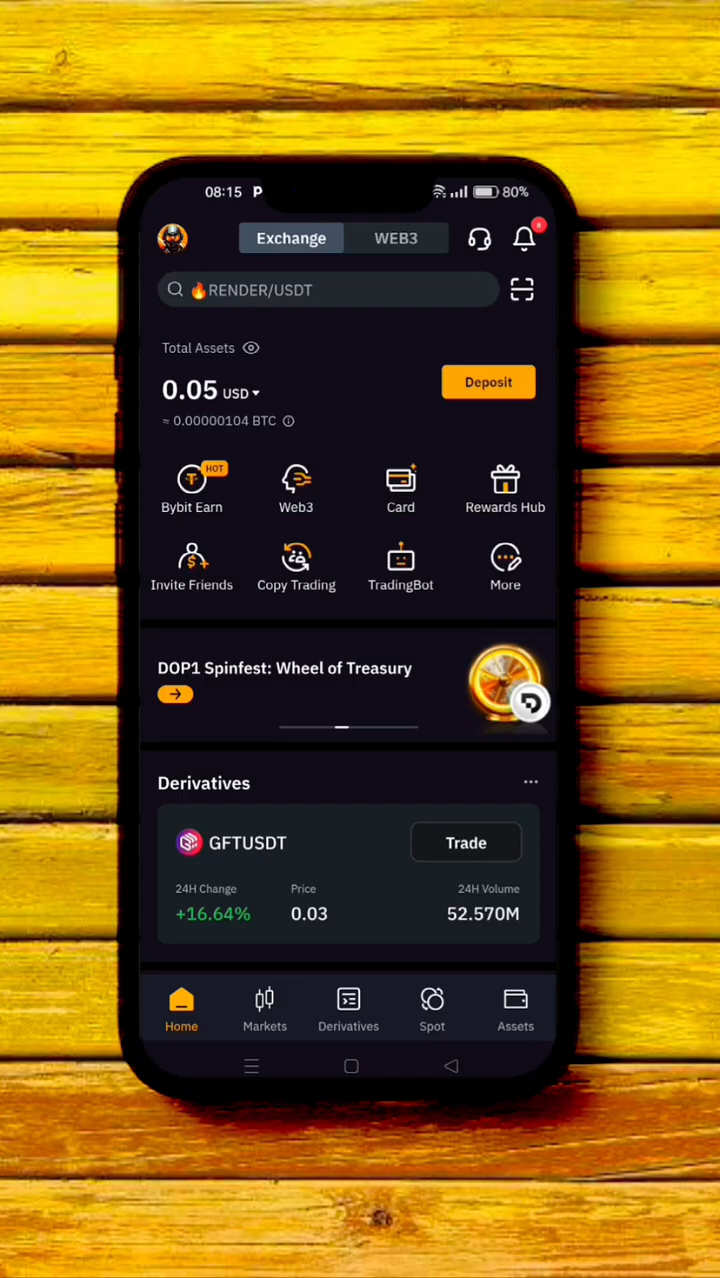 08:15 P 80%
Exchange WEB3
🔥RENDER/USDT
Total Assets
0.05 USD
≈ 0.00000104 BTC
Deposit
HOT
Bybit Earn Web3 Card Rewards Hub
Invite Friends Copy Trading TradingBot More
DOP1 Spinfest: Wheel of Treasury
Derivatives
GFTUSDT Trade
24H Change Price 24H Volume
+16.64% 0.03 52.570M
Home Markets Derivatives Spot Assets